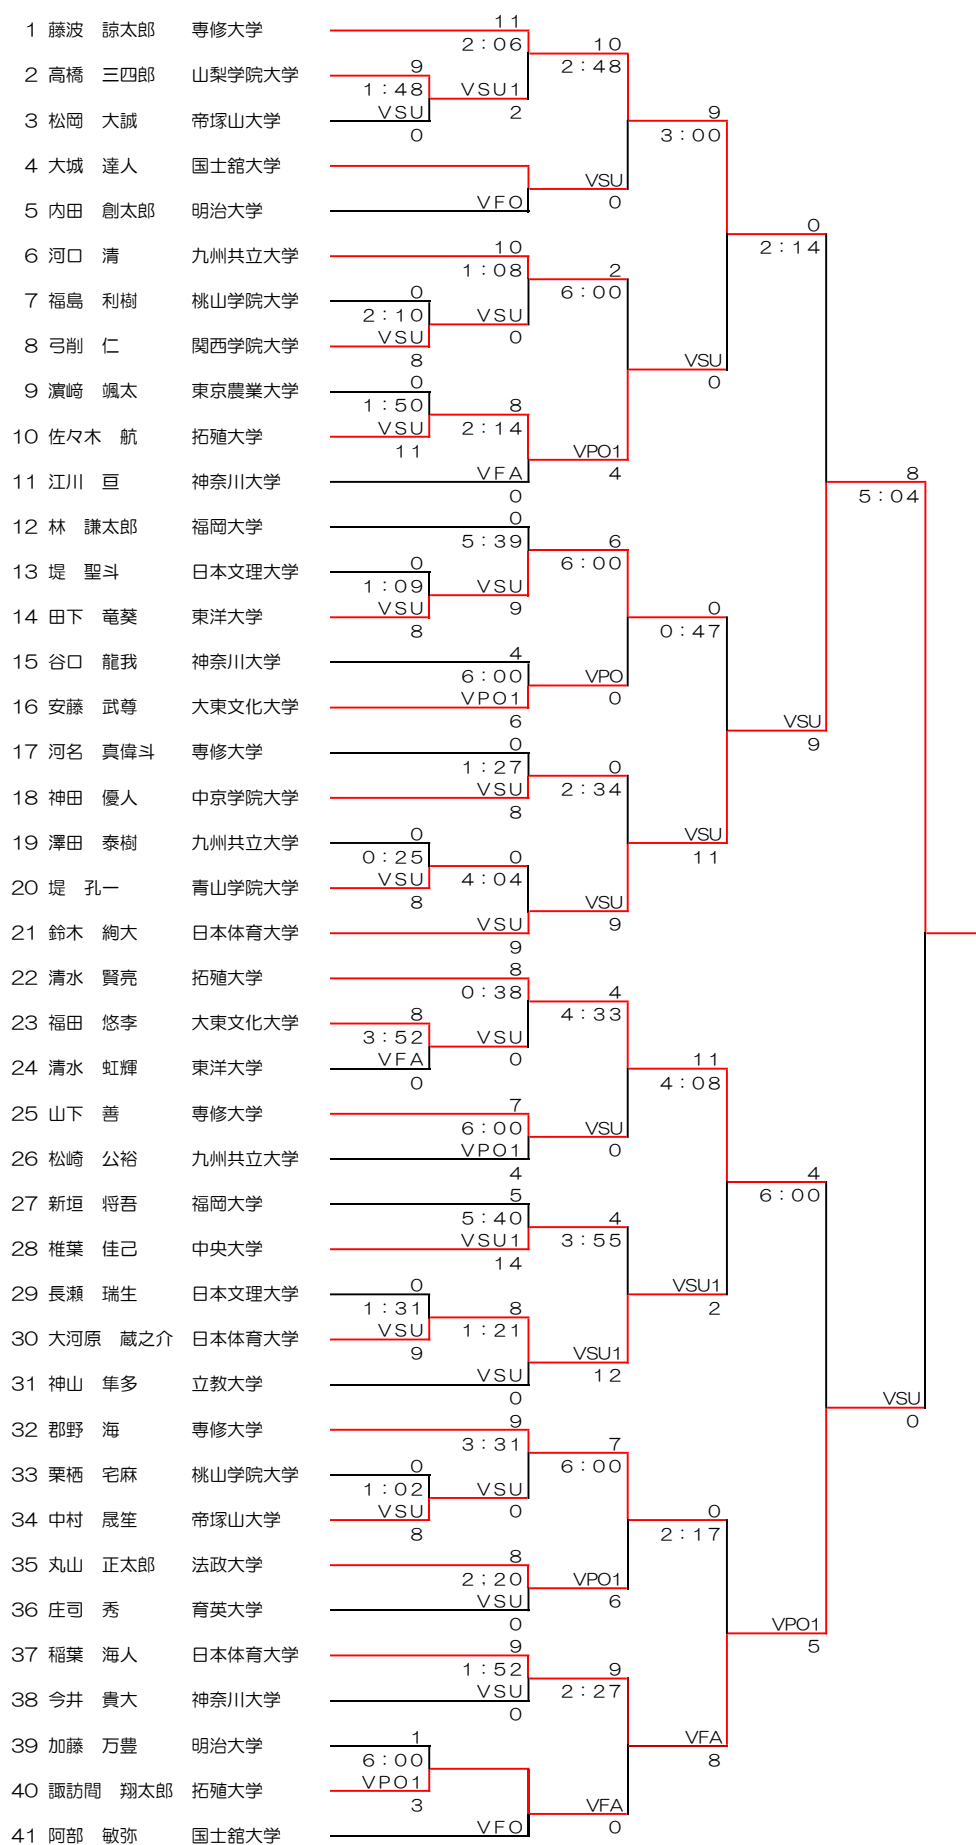 1 藤波 諒太郎 専修大学
11
2:06
10
2:48
2 高橋 三四郎 山梨学院大学
9
1:48
VSU1
VSU
2
9
3 松岡 大誠 帝塚山大学
0
3:00
4 大城 達人 国士舘大学
VSU
VFO
0
5 内田 創太郎 明治大学
0
2:14
6 河口 清 九州共立大学
10
1:08
2
6:00
7 福島 利樹 桃山学院大学
0
2:10
VSU
VSU
0
8 弓削 仁 関西学院大学
8
VSU
0
9 濵﨑 颯太 東京農業大学
0
1:50
8
VSU
2:14
10 佐々木 航 拓殖大学
11
VPO1
4
11 江川 亘 神奈川大学
VFA
0
8
5:04
12 林 謙太郎 福岡大学
0
5:39
6
6:00
13 堤 聖斗 日本文理大学
0
1:09
VSU
VSU
9
14 田下 竜葵 東洋大学
8
0
0:47
15 谷口 龍我 神奈川大学
4
6:00
VPO
VPO1
0
16 安藤 武尊 大東文化大学
6
VSU
9
17 河名 真偉斗 専修大学
0
1:27
0
VSU
2:34
18 神田 優人 中京学院大学
8
19 澤田 泰樹 九州共立大学
0
0:25
VSU
0
11
VSU
4:04
20 堤 孔一 青山学院大学
8
VSU
9
21 鈴木 絢大 日本体育大学
VSU
9
22 清水 賢亮 拓殖大学
8
0:38
4
4:33
23 福田 悠李 大東文化大学
8
3:52
VSU
VFA
0
24 清水 虹輝 東洋大学
0
11
4:08
25 山下 善 専修大学
7
6:00
VSU
VPO1
0
26 松崎 公裕 九州共立大学
4
4
6:00
27 新垣 将吾 福岡大学
5
5:40
4
VSU1
3:55
28 椎葉 佳己 中央大学
14
29 長瀬 瑞生 日本文理大学
0
1:31
VSU1
8
2
VSU
1:21
30 大河原 蔵之介 日本体育大学
9
VSU1
12
31 神山 隼多 立教大学
VSU
0
VSU
0
32 郡野 海 専修大学
9
3:31
7
6:00
33 栗栖 宅麻 桃山学院大学
0
1:02
VSU
VSU
0
34 中村 晟笙 帝塚山大学
8
0
2:17
35 丸山 正太郎 法政大学
8
2;20
VPO1
VSU
6
36 庄司 秀 育英大学
0
VPO1
5
37 稲葉 海人 日本体育大学
9
1:52
9
VSU
2:27
38 今井 貴大 神奈川大学
0
39 加藤 万豊 明治大学
1
6:00
VFA
8
VPO1
40 諏訪間 翔太郎 拓殖大学
3
VFA
0
41 阿部 敏弥 国士舘大学
VFO